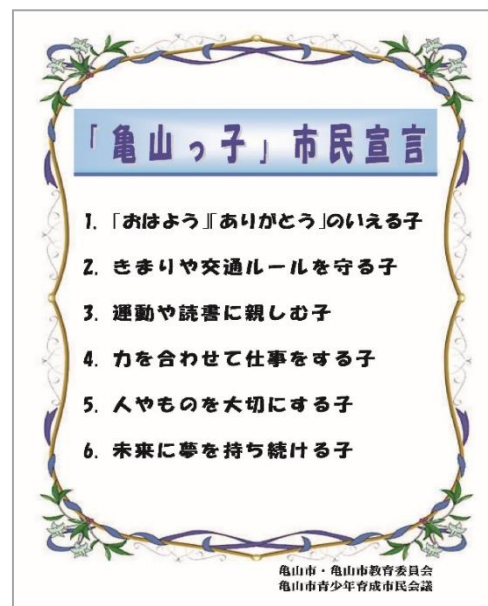 「亀山っ子」市民宣言
1. 「おはよう」「ありがとう」のいえる子
2. きまりや交通ルールを守る子
3. 運動や読書に親しむ子
4. 力を合わせて仕事をする子
5. 人やものを大切にする子
6. 未来に夢を持ち続ける子
亀山市・亀山市教育委員会
亀山市青少年育成市民会議